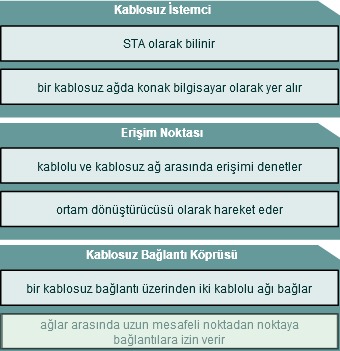 Kablosuz İstemci
STA olarak bilinir
bir kablosuz ağda konak bilgisayar olarak yer alır
Erişim Noktası
kablolu ve kablosuz ağ arasında erişimi denetler
ortam dönüştürücüsü olarak hareket eder
Kablosuz Bağlantı Köprüsü
bir kablosuz bağlantı üzerinden iki kablolu ağı bağlar
ağlar arasında uzun mesafeli noktadan noktaya
bağlantılara izin verir